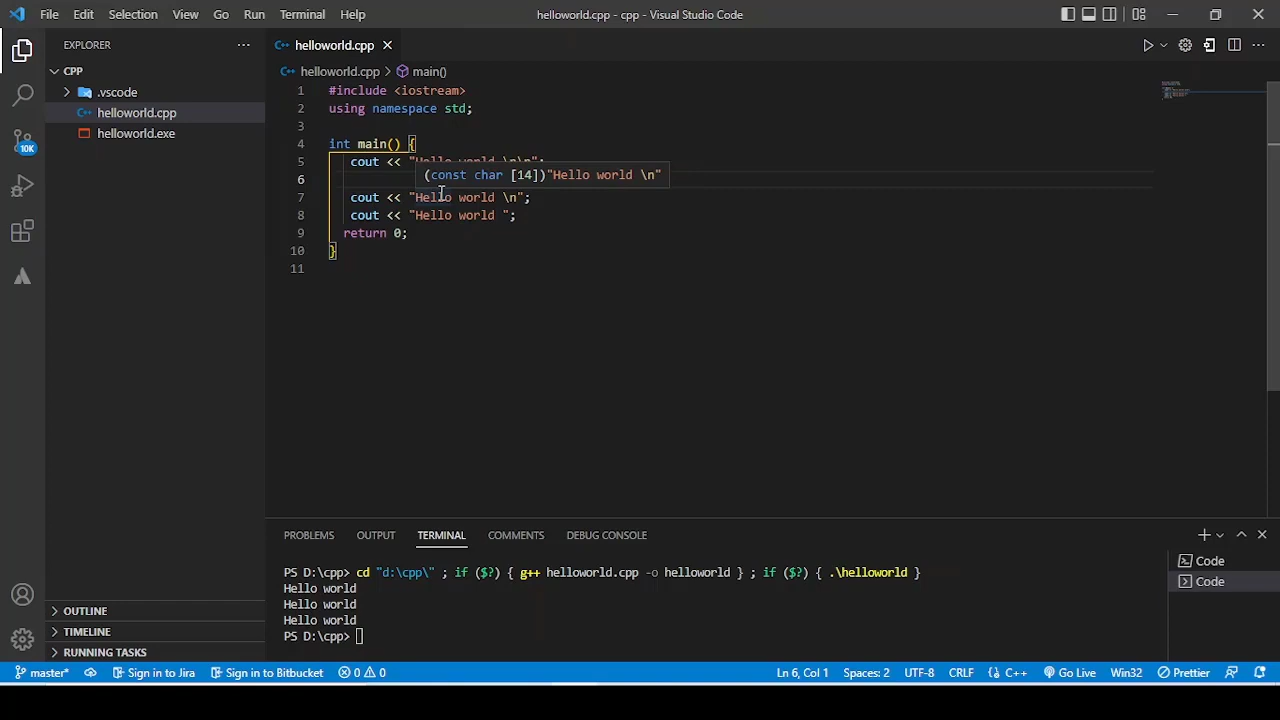 File Edit Selection View Go Run Terminal Help helloworld.cpp - cpp - Visual Studio Code
EXPLORER
helloworld.cpp
CPP
helloworld.cpp > main()
.vscode
helloworld.cpp
helloworld.exe
1 #include <iostream>
2 using namespace std;
3
4 int main() {
5 cout << "Hello world \n\n";
(const char [14])"Hello world \n"
6
7 cout << "Hello world \n";
8 cout << "Hello world ";
9 return 0;
10 }
11
10K
PROBLEMS OUTPUT TERMINAL COMMENTS DEBUG CONSOLE
PS D:\cpp> cd "d:\cpp\" ; if ($?) { g++ helloworld.cpp -o helloworld } ; if ($?) { .\helloworld }
Hello world
Hello world
Hello world
PS D:\cpp>
Code
Code
OUTLINE
TIMELINE
RUNNING TASKS
master* Sign in to Jira Sign in to Bitbucket 0 0 Ln 6, Col 1 Spaces: 2 UTF-8 CRLF {} C++ Go Live Win32 Prettier